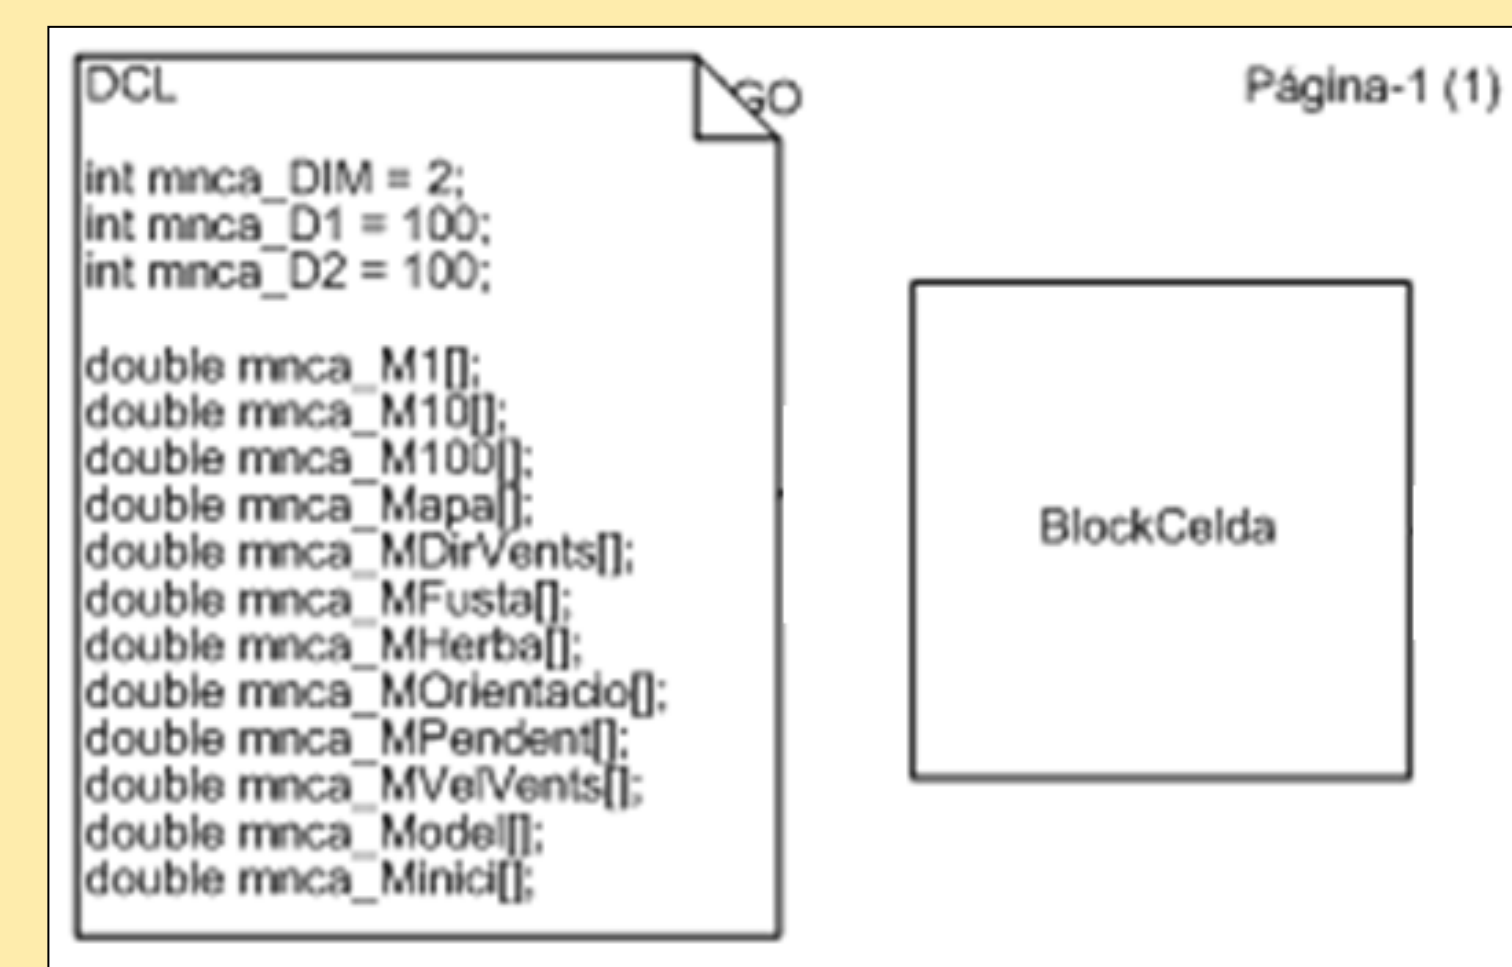 DCL
GO
Página-1 (1)
int mnca_DIM = 2;
int mnca_D1 = 100;
int mnca_D2 = 100;
double mnca_M1[];
double mnca_M10[];
double mnca_M100[];
double mnca_Mapa[];
double mnca_MDirVents[];
double mnca_MFusta[];
double mnca_MHerba[];
double mnca_MOrientacio[];
double mnca_MPendent[];
double mnca_MVelVents[];
double mnca_Model[];
double mnca_Minici[];
BlockCelda